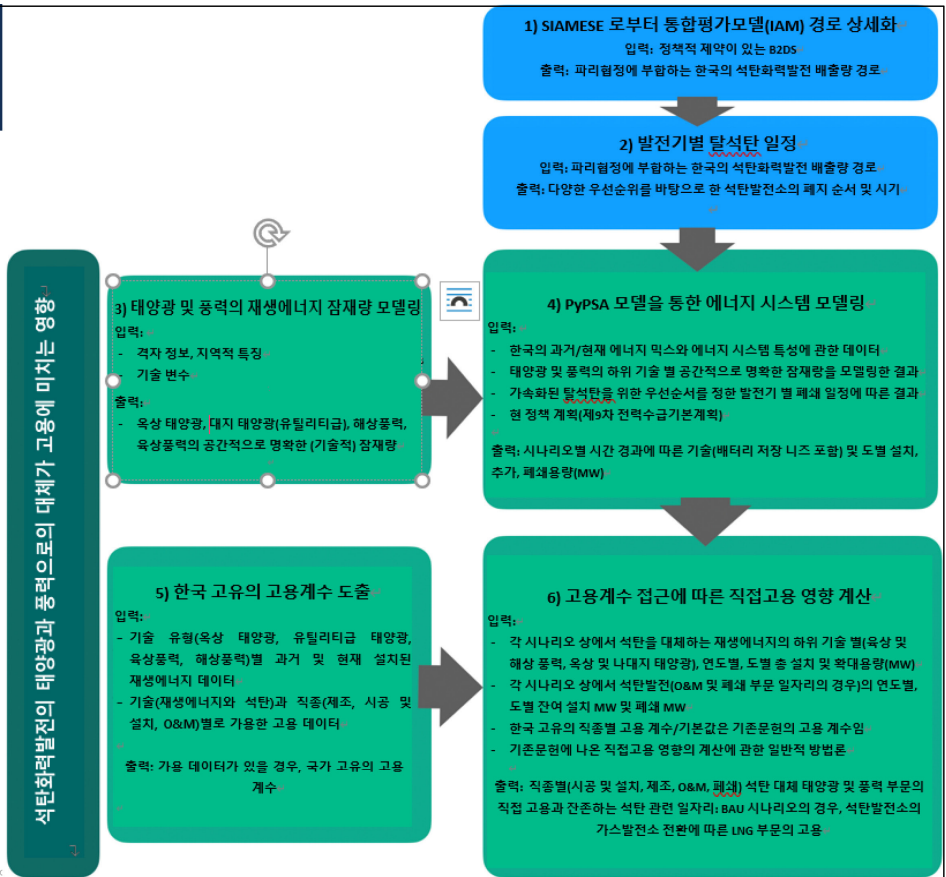 1) SIAMESE 로부터 통합평가모델(IAM) 경로 상세화
입력: 정책적 제약이 있는 B2DS
출력: 파리협정에 부합하는 한국의 석탄화력발전 배출량 경로
2) 발전기별 탈석탄 일정
입력: 파리협정에 부합하는 한국의 석탄화력발전 배출량 경로
출력: 다양한 우선순위를 바탕으로 한 석탄발전소의 폐지 순서 및 시기
석탄화력발전의 태양광과 풍력으로의 대체가 고용에 미치는 영향
3) 태양광 및 풍력의 재생에너지 잠재량 모델링
입력:
- 격자 정보, 지역적 특징
- 기술 변수
출력:
- 옥상 태양광, 대지 태양광(유틸리티급), 해상풍력,
육상풍력의 공간적으로 명확한 (기술적) 잠재량
4) PyPSA 모델을 통한 에너지 시스템 모델링
입력:
- 한국의 과거/현재 에너지 믹스와 에너지 시스템 특성에 관한 데이터
- 태양광 및 풍력의 하위 기술 별 공간적으로 명확한 잠재량을 모델링한 결과
- 가속화된 탈석탄을 위한 우선순서를 정한 발전기 별 폐쇄 일정에 따른 결과
- 현 정책 계획(제9차 전력수급기본계획)
출력: 시나리오별 시간 경과에 따른 기술(배터리 저장 니즈 포함) 및 도별 설치,
추가, 폐쇄용량(MW)
5) 한국 고유의 고용계수 도출
입력:
- 기술 유형(옥상 태양광, 유틸리티급 태양광,
육상풍력, 해상풍력)별 과거 및 현재 설치된
재생에너지 데이터
- 기술(재생에너지와 석탄)과 직종(제조, 시공 및
설치, O&M)별로 가용한 고용 데이터
출력: 가용 데이터가 있을 경우, 국가 고유의 고용
계수
6) 고용계수 접근에 따른 직접고용 영향 계산
입력:
- 각 시나리오 상에서 석탄을 대체하는 재생에너지의 하위 기술 별(육상 및
해상 풍력, 옥상 및 나대지 태양광), 연도별, 도별 총 설치 및 확대용량(MW)
- 각 시나리오 상에서 석탄발전(O&M 및 폐쇄 부문 일자리의 경우)의 연도별,
도별 잔여 설치 MW 및 폐쇄 MW
- 한국 고유의 직종별 고용 계수/기본값은 기존문헌의 고용 계수임
- 기존문헌에 나온 직접고용 영향의 계산에 관한 일반적 방법론
출력: 직종별(시공 및 설치, 제조, O&M, 폐쇄) 석탄 대체 태양광 및 풍력 부문의
직접 고용과 잔존하는 석탄 관련 일자리: BAU 시나리오의 경우, 석탄발전소의
가스발전소 전환에 따른 LNG 부문의 고용